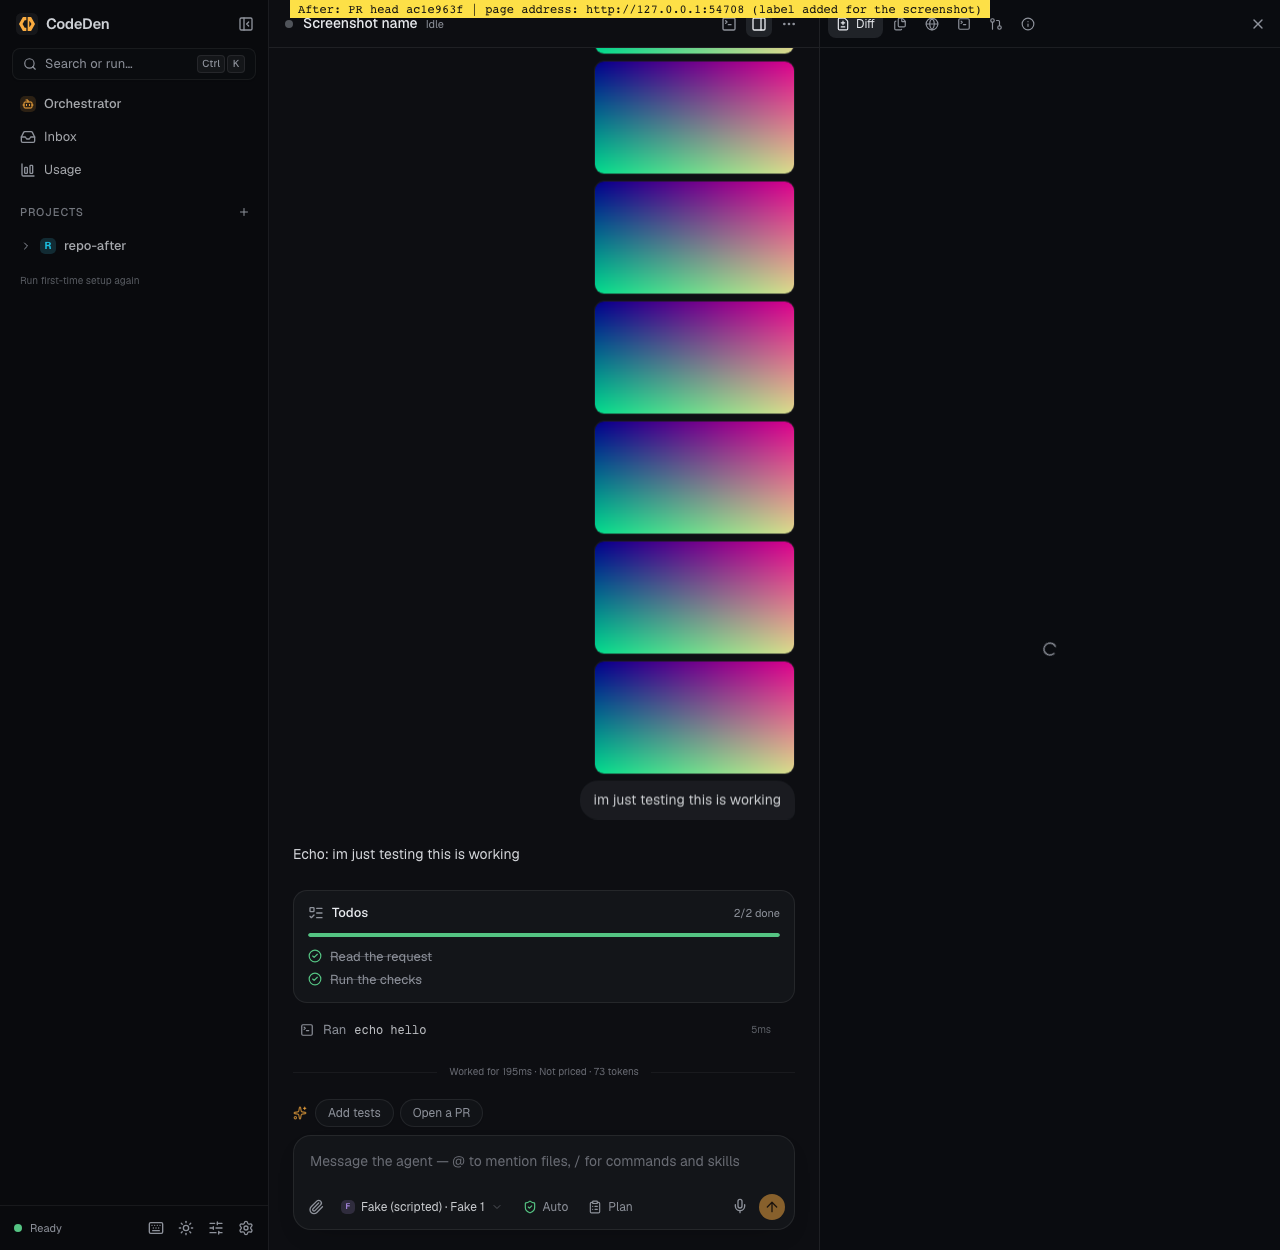 After: PR head ac1e963f | page address: http://127.0.0.1:54708 (label added for the screenshot)
CodeDen
Search or run... Ctrl K
Orchestrator
Inbox
Usage
PROJECTS
R repo-after
Run first-time setup again
Ready
Screenshot name Idle
im just testing this is working
Echo: im just testing this is working
Todos 2/2 done
Read the request
Run the checks
Ran echo hello 5ms
Worked for 195ms · Not priced · 73 tokens
Add tests Open a PR
Message the agent — @ to mention files, / for commands and skills
F Fake (scripted) · Fake 1 Auto Plan
Diff